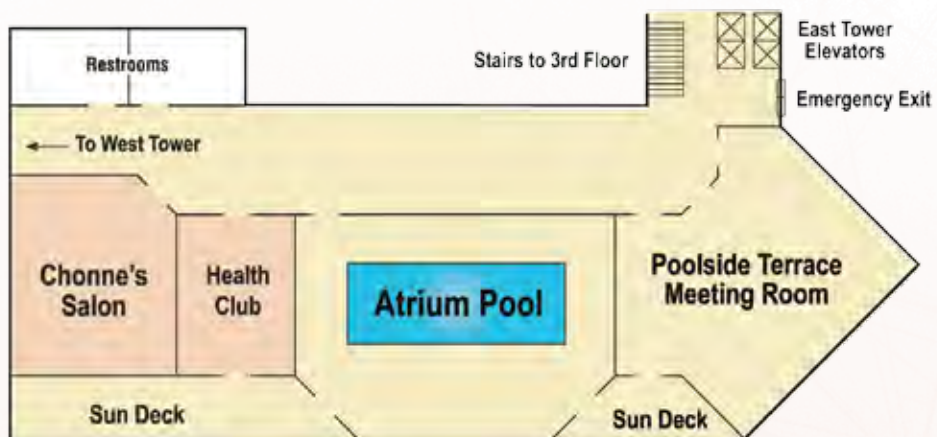 East Tower
Elevators
Stairs to 3rd Floor
Restrooms
Emergency Exit
To West Tower
Chonne's
Salon
Health
Club
Atrium Pool
Poolside Terrace
Meeting Room
Sun Deck
Sun Deck